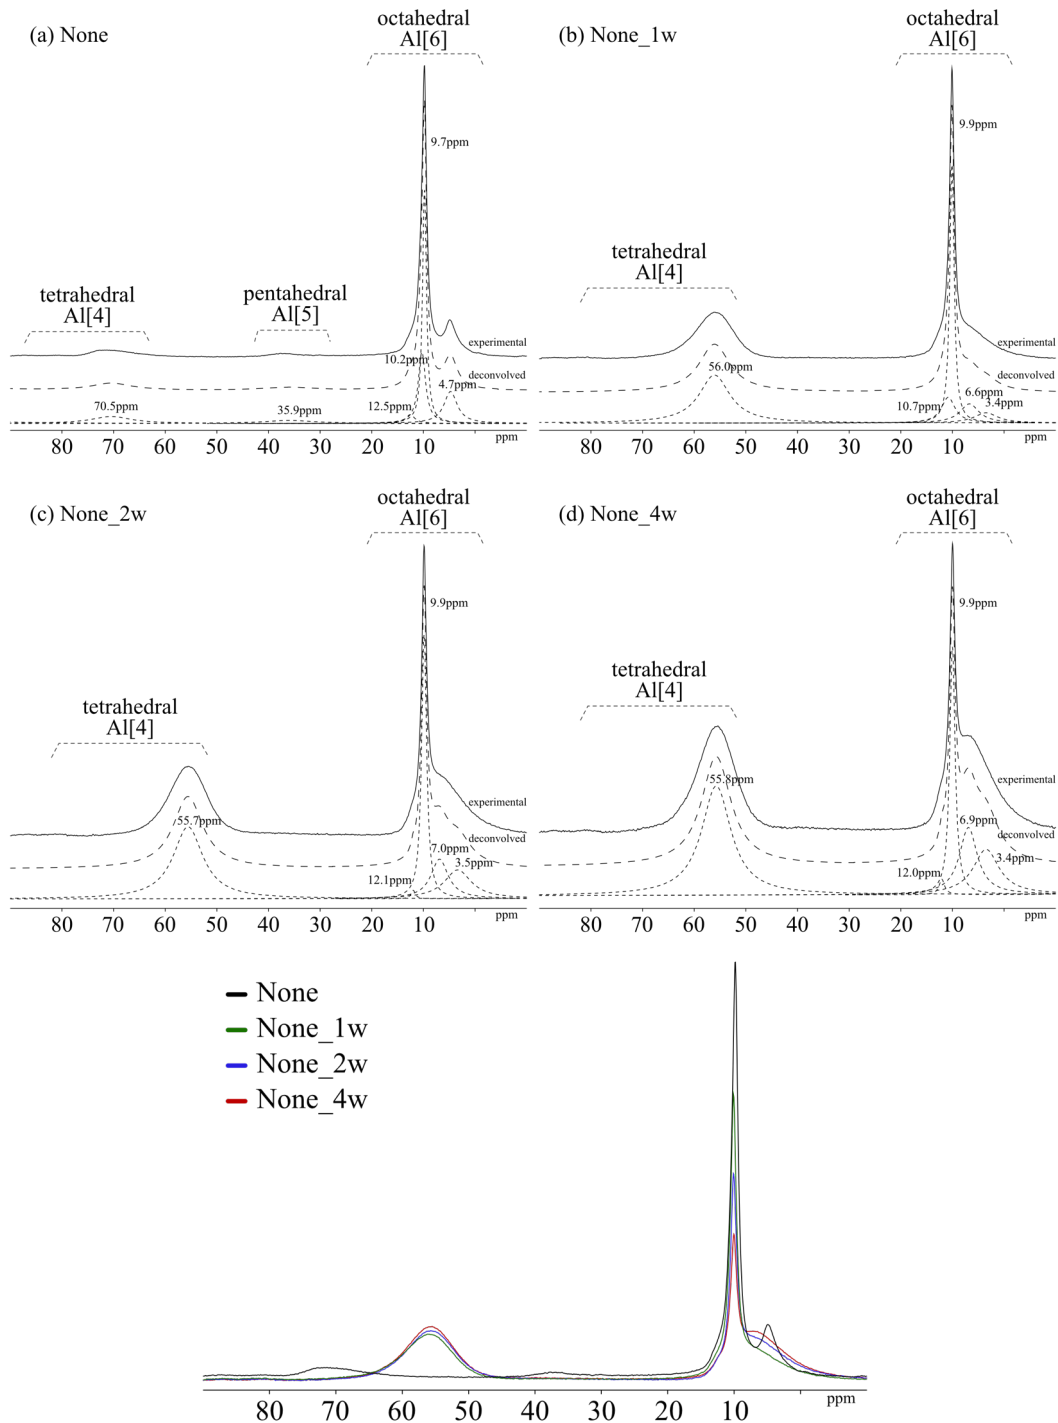 (a) None
octahedral
Al[6]
9.7ppm
tetrahedral
Al[4]
pentahedral
Al[5]
experimental
10.2ppm
deconvolved
4.7ppm
70.5ppm
35.9ppm
12.5ppm
80 70 60 50 40 30 20 10 ppm
(b) None_1w
octahedral
Al[6]
9.9ppm
tetrahedral
Al[4]
experimental
56.0ppm
deconvolved
6.6ppm
10.7ppm
3.4ppm
80 70 60 50 40 30 20 10 ppm
(c) None_2w
octahedral
Al[6]
9.9ppm
tetrahedral
Al[4]
experimental
55.7ppm
deconvolved
7.0ppm
3.5ppm
12.1ppm
80 70 60 50 40 30 20 10 ppm
(d) None_4w
octahedral
Al[6]
9.9ppm
tetrahedral
Al[4]
experimental
55.8ppm
6.9ppm
deconvolved
3.4ppm
12.0ppm
80 70 60 50 40 30 20 10 ppm
None
None_1w
None_2w
None_4w
80 70 60 50 40 30 20 10 ppm